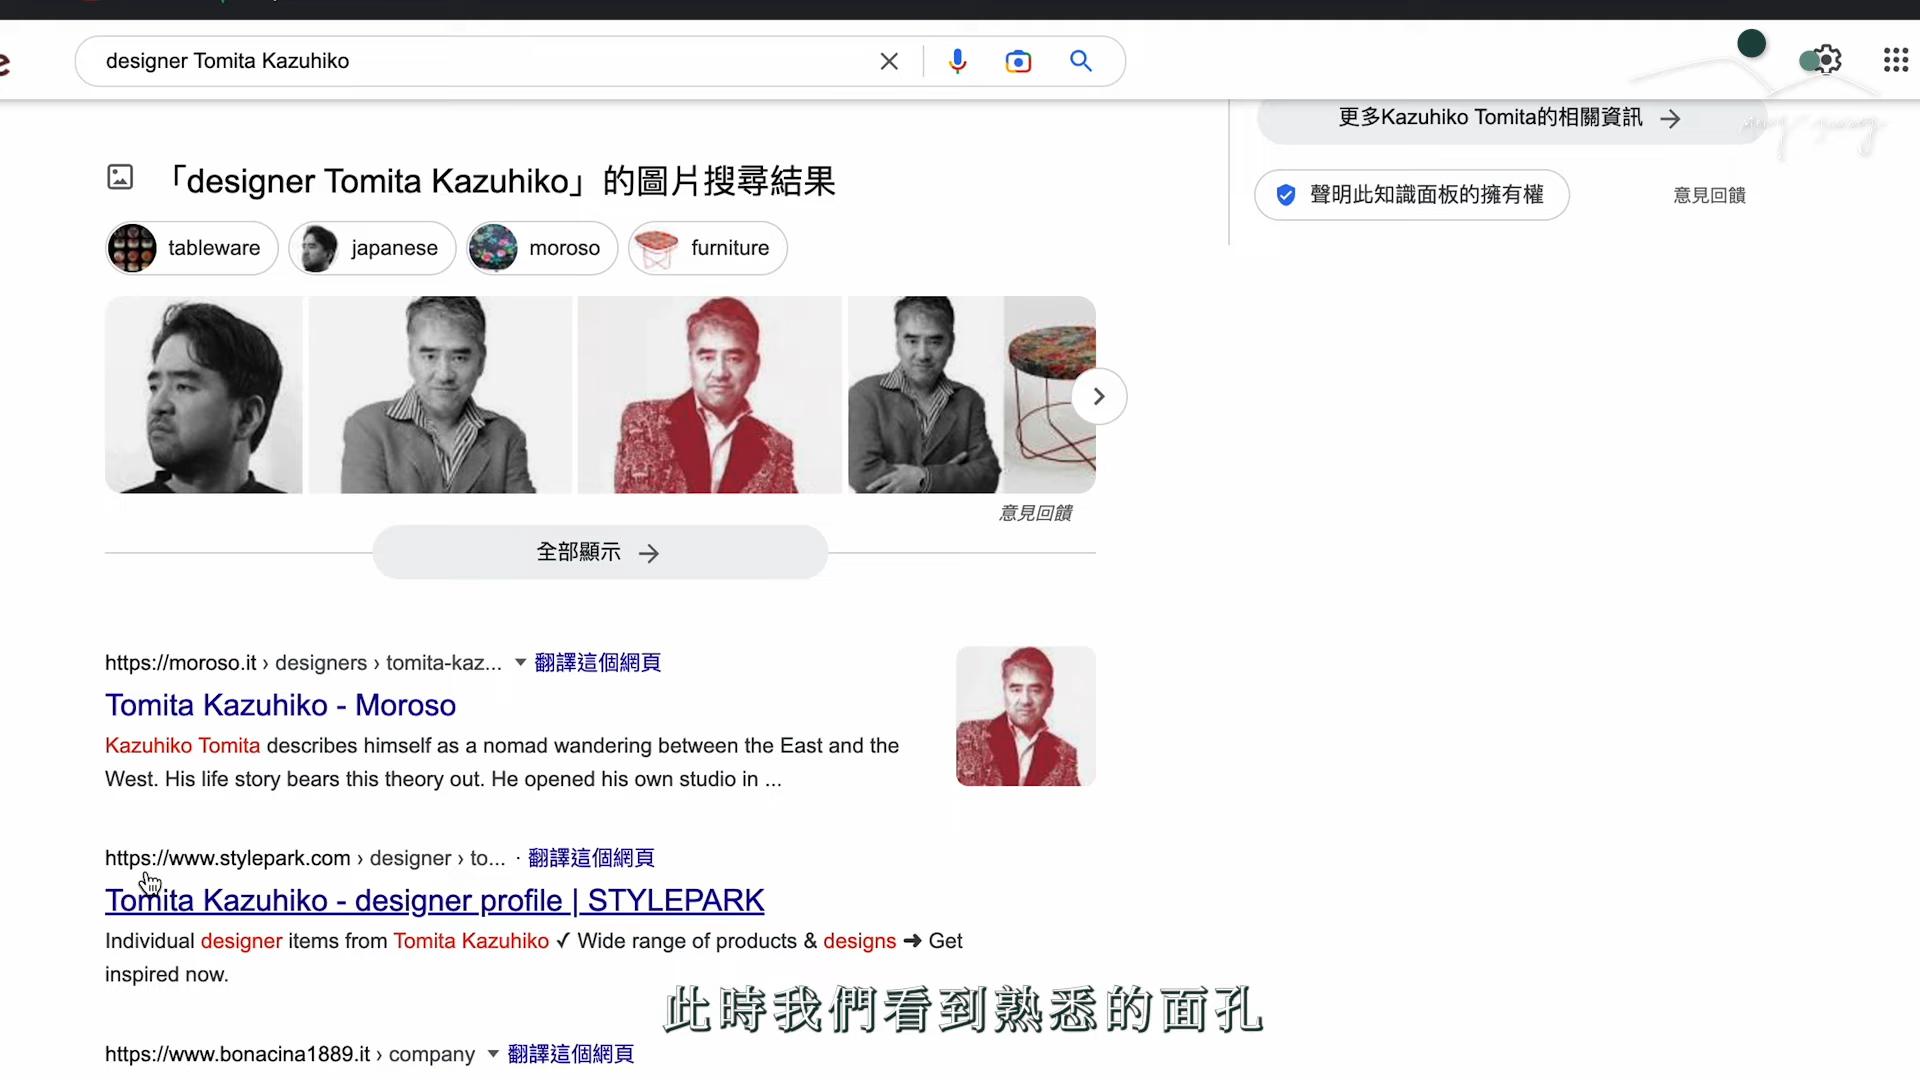 designer Tomita Kazuhiko
更多Kazuhiko Tomita的相關資訊
聲明此知識面板的擁有權
意見回饋
「designer Tomita Kazuhiko」的圖片搜尋結果
tableware
japanese
moroso
furniture
意見回饋
全部顯示
https://moroso.it › designers › tomita-kaz... 翻譯這個網頁
Tomita Kazuhiko - Moroso
Kazuhiko Tomita describes himself as a nomad wandering between the East and the
West. His life story bears this theory out. He opened his own studio in ...
https://www.stylepark.com › designer › to... · 翻譯這個網頁
Tomita Kazuhiko - designer profile | STYLEPARK
Individual designer items from Tomita Kazuhiko ✓ Wide range of products & designs ➜ Get
inspired now.
此時我們看到熟悉的面孔
https://www.bonacina1889.it › company 翻譯這個網頁